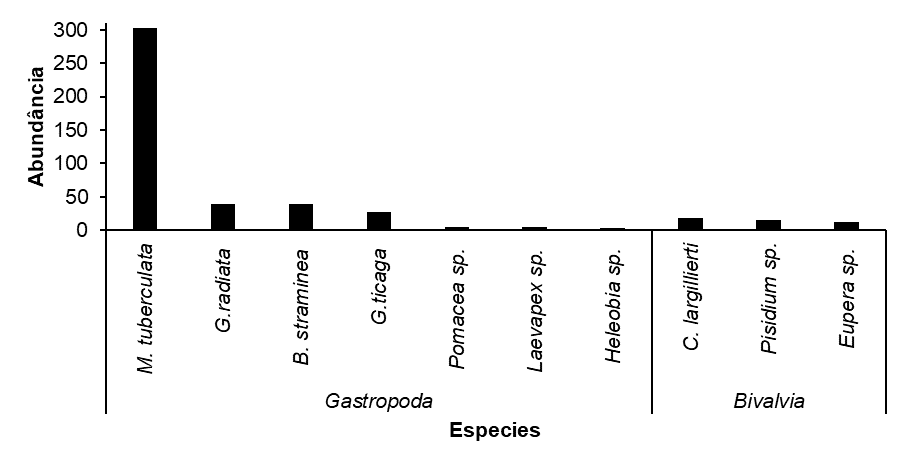 Abundância
300
250
200
150
100
50
0
M. tuberculata
G.radiata
B. straminea
G.ticaga
Pomacea sp.
Laevapex sp.
Heleobia sp.
C. largillierti
Pisidium sp.
Eupera sp.
Gastropoda
Bivalvia
Especies